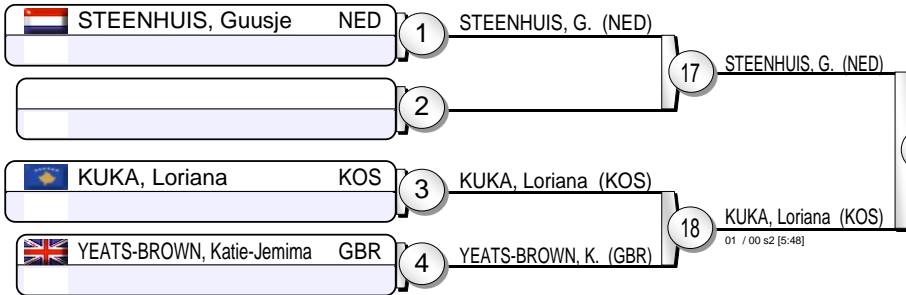 STEENHUIS, Guusje NED
1
STEENHUIS, G. (NED)
17
STEENHUIS, G. (NED)
2
KUKA, Loriana KOS
3
KUKA, Loriana (KOS)
18
KUKA, Loriana (KOS)
01 / 00 s2 [5:48]
YEATS-BROWN, Katie-Jemima GBR
4
YEATS-BROWN, K. (GBR)